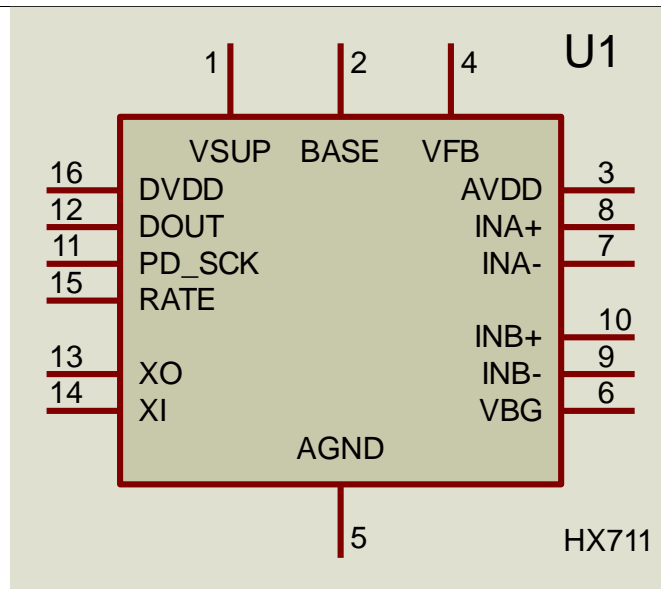 U1
1 2 4
VSUP BASE VFB
16 DVDD AVDD 3
12 DOUT INA+ 8
11 PD_SCK INA- 7
15 RATE
INB+ 10
13 XO INB- 9
14 XI VBG 6
AGND
5
HX711